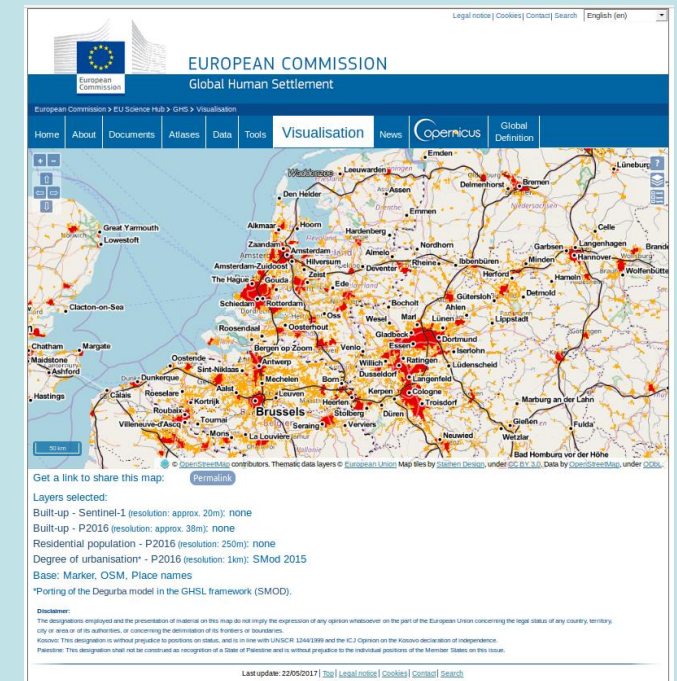 Legal notice | Cookies | Contact | Search English (en)
European
Commission
EUROPEAN COMMISSION
Global Human Settlement
European Commission > EU Science Hub > GHS > Visualisation
Home About Documents Atlases Data Tools Visualisation News Copernicus Global Definition
+ −
?
Emden
Waddenzee
Leeuwarden
Lüneburg
Delmenhorst
Bremen
Den Helder
Assen
Emmen
Niedersachsen
Great Yarmouth
Norwich
Lowestoft
Alkmaar
Hoorn
Hardenberg
Celle
Zaandam
Amsterdam
Nordhorn
Garbsen
Langenhagen
Almelo
Rheine
Ibbenbüren
Minden
Hannover
Amsterdam-Zuidoost
Hilversum
Deventer
Herford
Wolfenbütte
The Hague
Gouda
Zeist
Ede
Hameln
Detmold
Gütersloh
Schiedam
Rotterdam
Bocholt
Ahlen
Clacton-on-Sea
Oss
Wesel
Marl
Lünen
Lippstadt
Roosendaal
Oosterhout
Gladbeck
Dortmund
Chatham
Margate
Bergen op Zoom
Venlo
Essen
Iserlohn
Maidstone
Oostende
Antwerp
Willich
Ratingen
Lüdenscheid
Ashford
Dunkerque
Sint-Niklaas
Mechelen
Born
Dusseldorf
Langenfeld
Hastings
Calais
Roeselare
Aalst
Leuven
Kerpen
Cologne
Kortrijk
Heerlen
Troisdorf
Marburg an der Lahn
Roubaix
Brussels
Stolberg
Düren
Villeneuve-d'Ascq
Tournai
Seraing
Verviers
Gießen
Fulda
Mons
La Louvière
Neuwied
Wetzlar
Bad Homburg vor der Höhe
50 km
© OpenStreetMap contributors. Thematic data layers © European Union Map tiles by Stamen Design, under CC BY 3.0. Data by OpenStreetMap, under ODbL.
Get a link to share this map: Permalink
Layers selected:
Built-up - Sentinel-1 (resolution: approx. 20m): none
Built-up - P2016 (resolution: approx. 38m): none
Residential population - P2016 (resolution: 250m): none
Degree of urbanisation* - P2016 (resolution: 1km): SMod 2015
Base: Marker, OSM, Place names
*Porting of the Degurba model in the GHSL framework (SMOD).
Disclaimer:
The designations employed and the presentation of material on this map do not imply the expression of any opinion whatsoever on the part of the European Union concerning the legal status of any country, territory,
city or area or of its authorities, or concerning the delimitation of its frontiers or boundaries.
Kosovo: This designation is without prejudice to positions on status, and is in line with UNSCR 1244/1999 and the ICJ Opinion on the Kosovo declaration of independence.
Palestine: This designation shall not be construed as recognition of a State of Palestine and is without prejudice to the individual positions of the Member States on this issue.
Last update: 22/05/2017 | Top | Legal notice | Cookies | Contact | Search